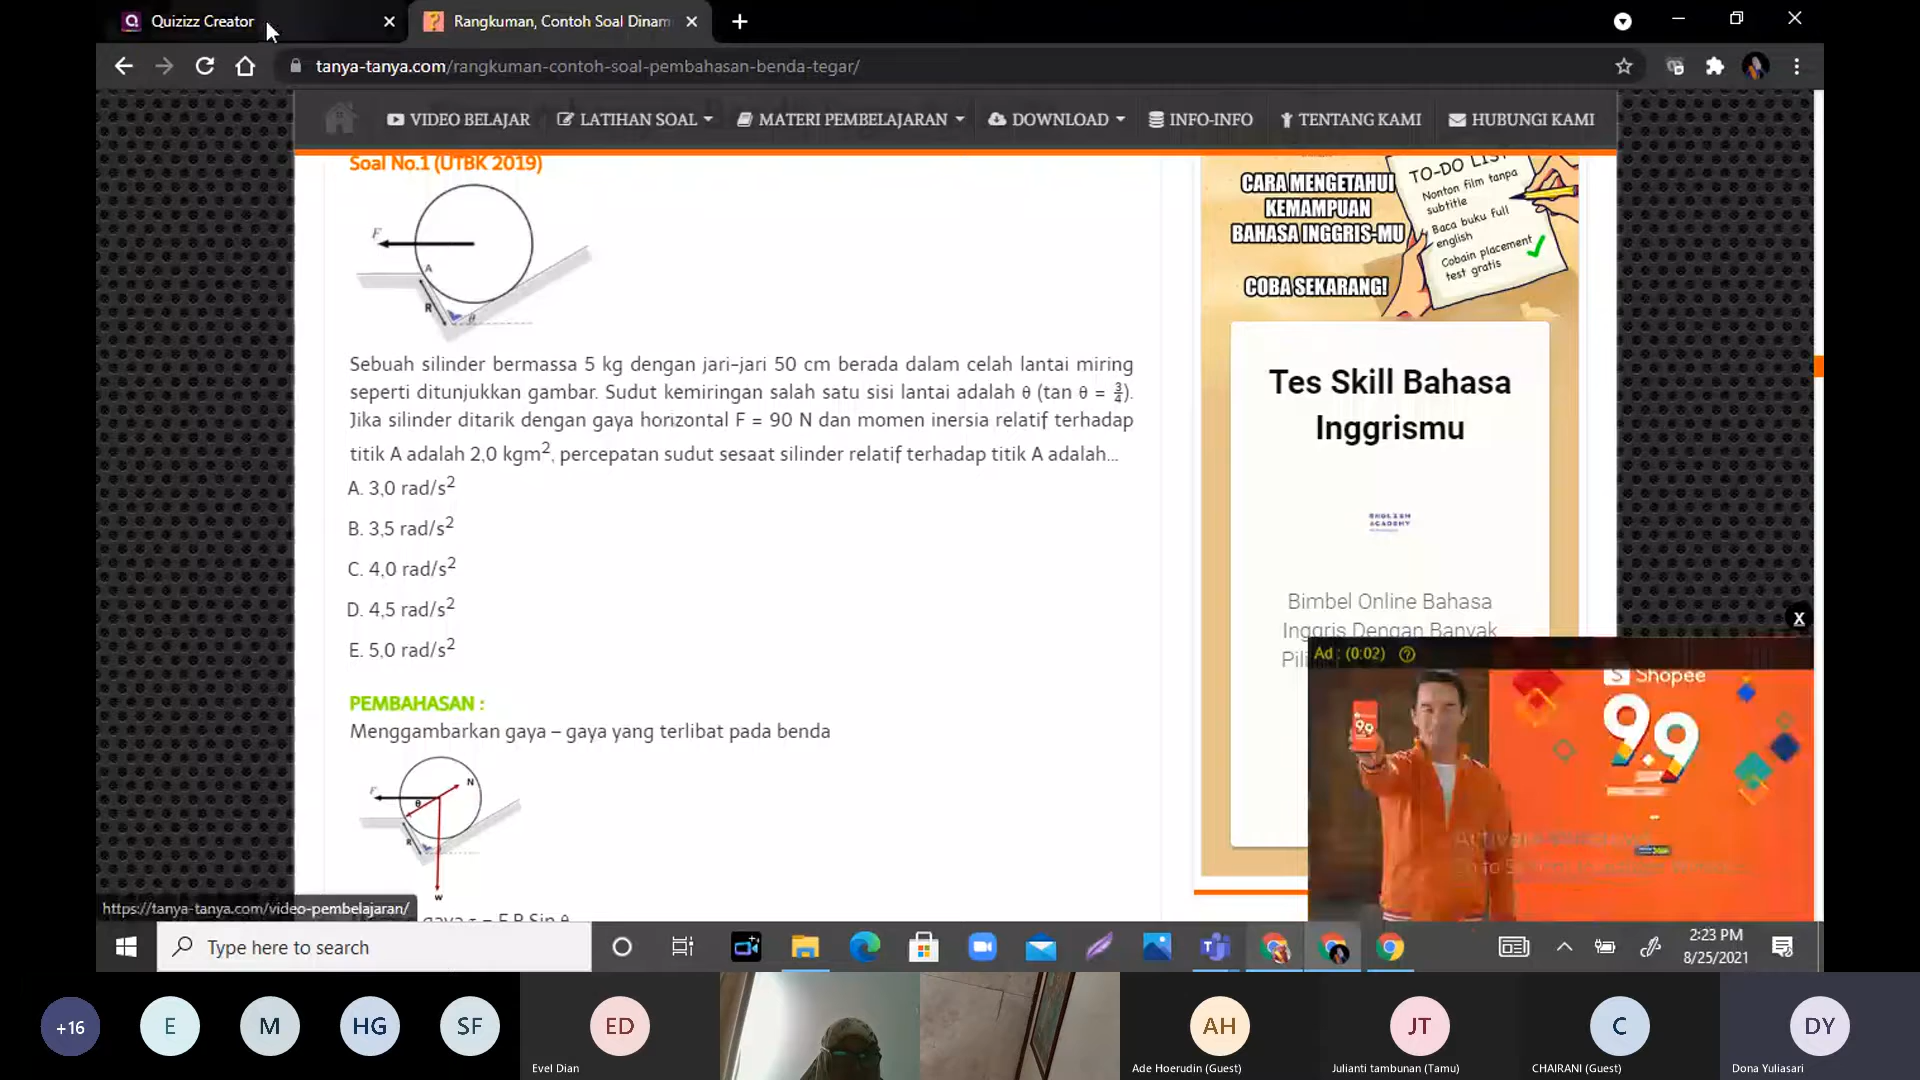 Quizizz Creator
Rangkuman, Contoh Soal Dinam
tanya-tanya.com/rangkuman-contoh-soal-pembahasan-benda-tegar/
VIDEO BELAJAR
LATIHAN SOAL
MATERI PEMBELAJARAN
DOWNLOAD
INFO-INFO
TENTANG KAMI
HUBUNGI KAMI
Soal No.1 (UTBK 2019)
F
A
R
θ
Sebuah silinder bermassa 5 kg dengan jari-jari 50 cm berada dalam celah lantai miring
seperti ditunjukkan gambar. Sudut kemiringan salah satu sisi lantai adalah θ (tan θ = 3/4).
Jika silinder ditarik dengan gaya horizontal F = 90 N dan momen inersia relatif terhadap
titik A adalah 2,0 kgm², percepatan sudut sesaat silinder relatif terhadap titik A adalah...
A. 3,0 rad/s²
B. 3,5 rad/s²
C. 4,0 rad/s²
D. 4,5 rad/s²
E. 5,0 rad/s²
PEMBAHASAN :
Menggambarkan gaya – gaya yang terlibat pada benda
F
N
θ
R
w
CARA MENGETAHUI
KEMAMPUAN
BAHASA INGGRIS-MU
COBA SEKARANG!
TO-DO LIST
Nonton film tanpa
subtitle
Baca buku full
english
Cobain placement
test gratis
Tes Skill Bahasa
Inggrismu
ENGLISH
ACADEMY
Bimbel Online Bahasa
Inggris Dengan Banyak
X
Ad : (0:02)
Shopee
9.9
9.9
https://tanya-tanya.com/video-pembelajaran/
Type here to search
2:23 PM
8/25/2021
+16
E
M
HG
SF
ED
AH
JT
C
DY
Evel Dian
Ade Hoerudin (Guest)
Julianti tambunan (Tamu)
CHAIRANI (Guest)
Dona Yuliasari